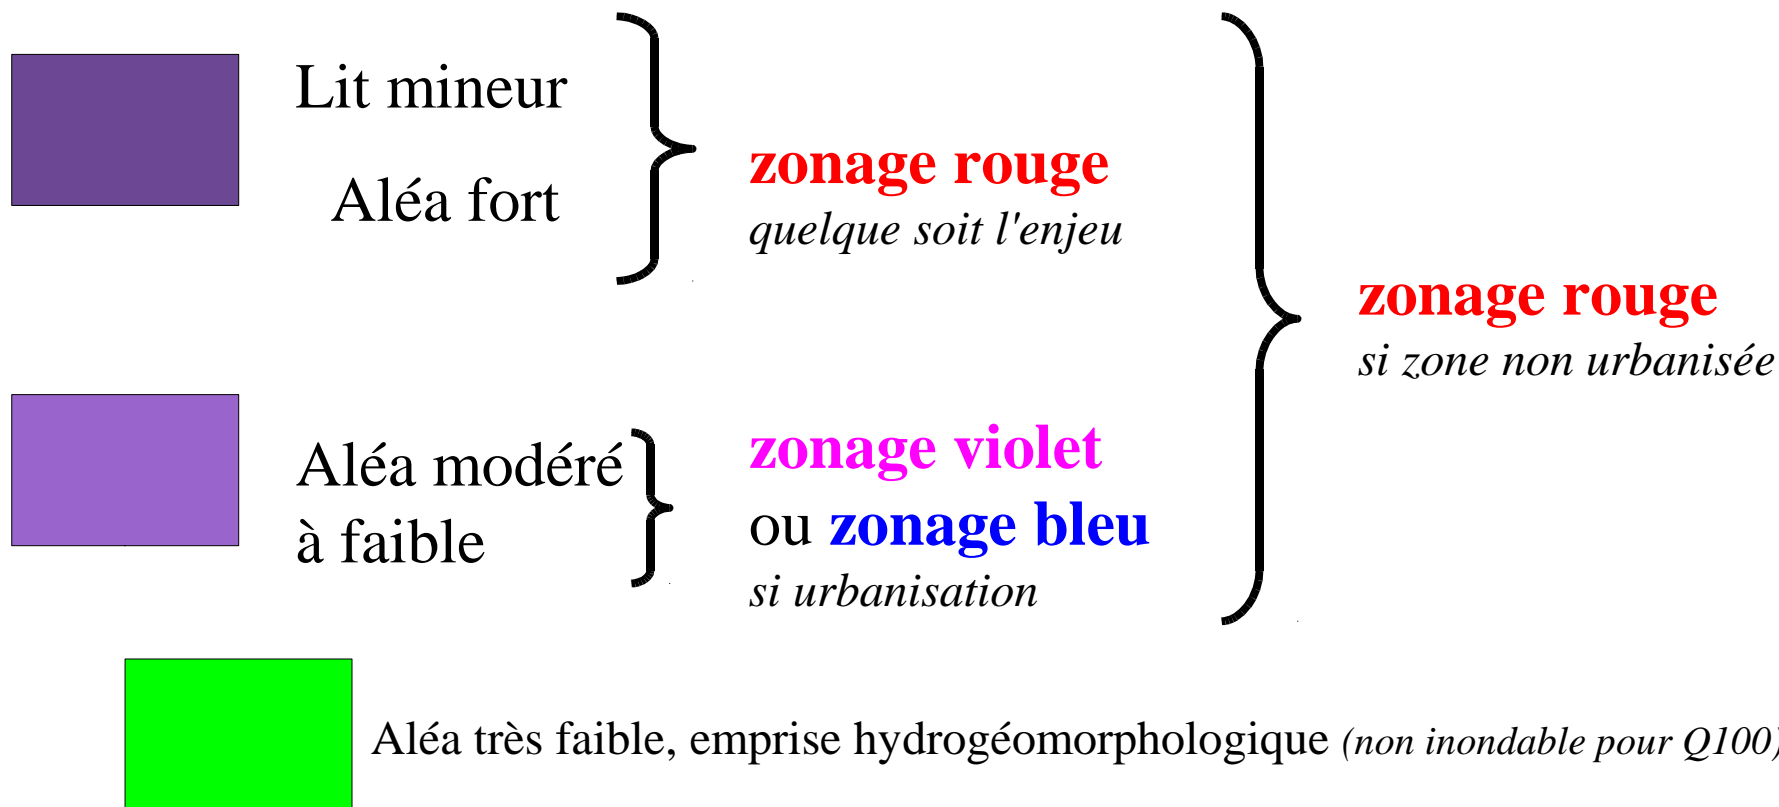 Lit mineur
Aléa fort
zonage rouge
quelque soit l'enjeu
zonage rouge
si zone non urbanisée
Aléa modéré
à faible
zonage violet
ou zonage bleu
si urbanisation
Aléa très faible, emprise hydrogéomorphologique (non inondable pour Q100)